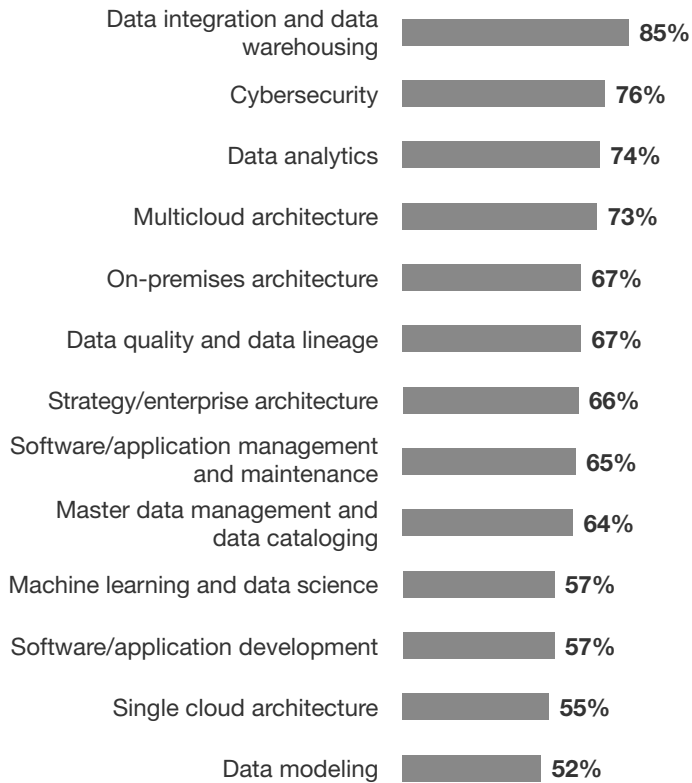 Data integration and data
warehousing
85%
Cybersecurity
76%
Data analytics
74%
Multicloud architecture
73%
On-premises architecture
67%
Data quality and data lineage
67%
Strategy/enterprise architecture
66%
Software/application management
and maintenance
65%
Master data management and
data cataloging
64%
Machine learning and data science
57%
Software/application development
57%
Single cloud architecture
55%
Data modeling
52%